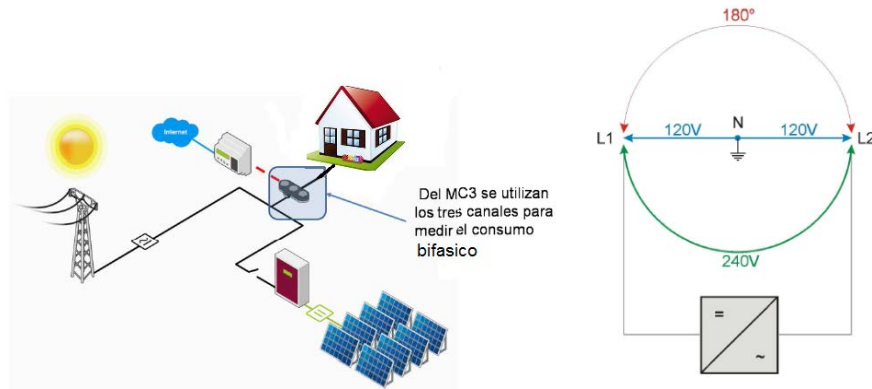 Internet
Del MC3 se utilizan
los tres canales para
medir el consumo
bifasico
180º
N
L1
120V
120V
L2
240V
=
~